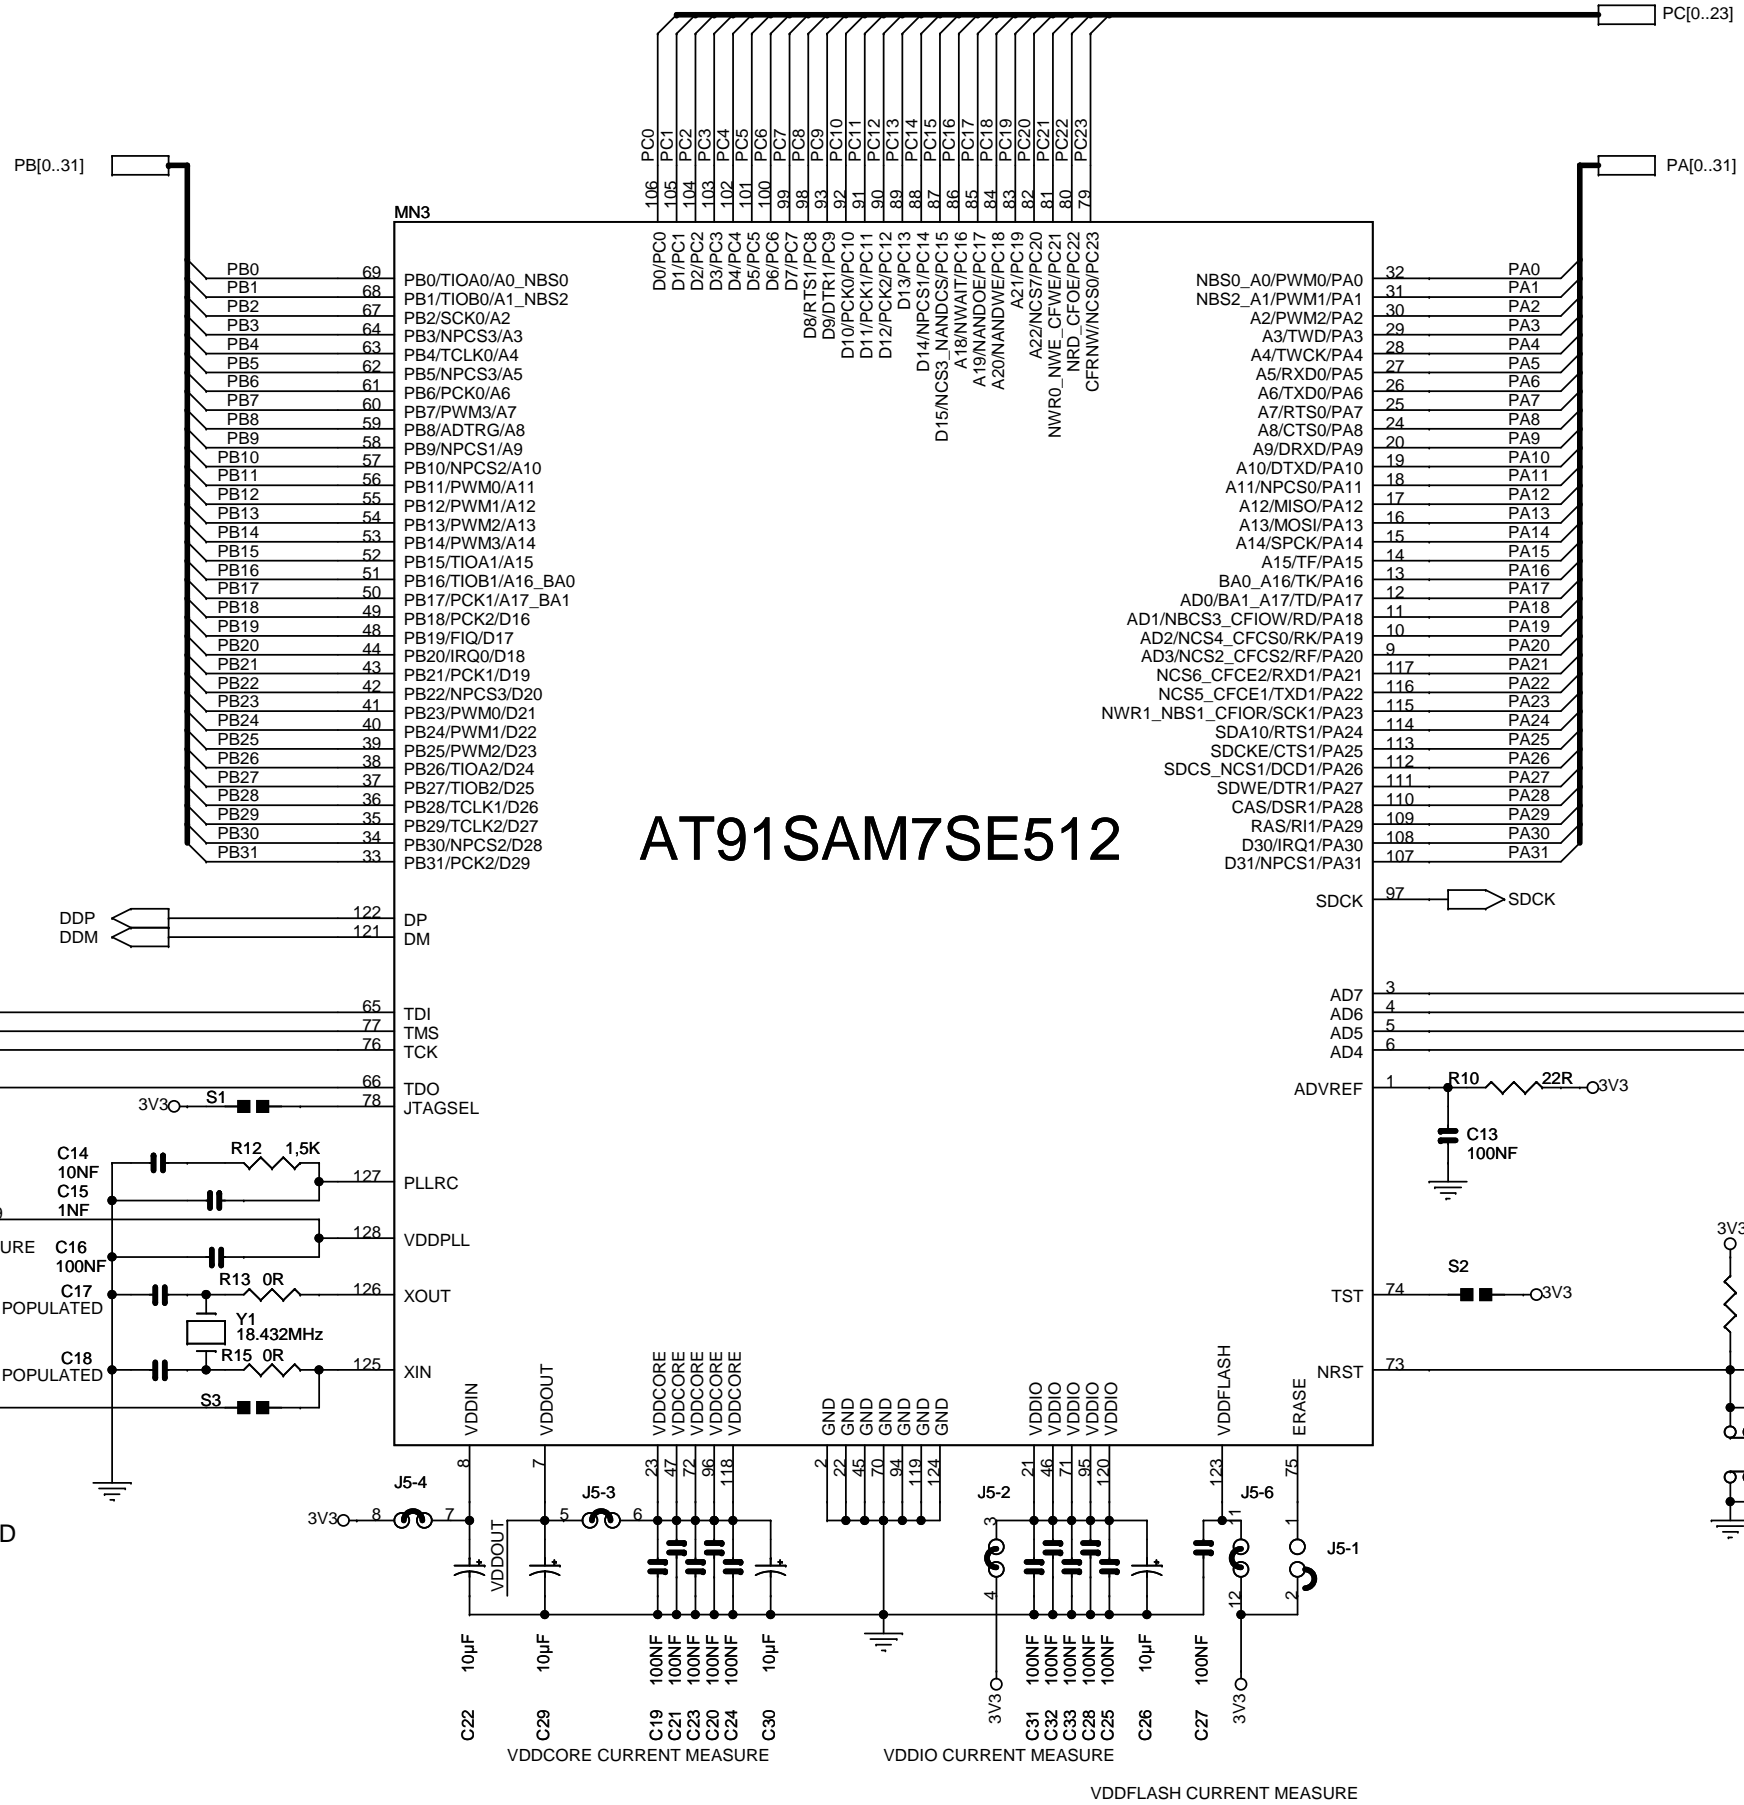 PC[0..23]
PB[0..31]
PA[0..31]
PC0 PC1 PC2 PC3 PC4 PC5 PC6 PC7 PC8 PC9 PC10 PC11 PC12 PC13 PC14 PC15 PC16 PC17 PC18 PC19 PC20 PC21 PC22 PC23
106 105 104 103 102 101 100 99 98 93 92 91 90 89 88 87 86 85 84 83 82 81 80 79
MN3
D0/PC0
D1/PC1
D2/PC2
D3/PC3
D4/PC4
D5/PC5
D6/PC6
D7/PC7
D8/RTS1/PC8
D9/DTR1/PC9
D10/PCK0/PC10
D11/PCK1/PC11
D12/PCK2/PC12
D13/PC13
D14/NPCS1/PC14
D15/NCS3_NANDCS/PC15
A18/NWAIT/PC16
A19/NANDOE/PC17
A20/NANDWE/PC18
A21/PC19
A22/NCS7/PC20
NWR0_NWE_CFWE/PC21
NRD_CFOE/PC22
CFRNW/NCS0/PC23
PB0 69 PB0/TIOA0/A0_NBS0
PB1 68 PB1/TIOB0/A1_NBS2
PB2 67 PB2/SCK0/A2
PB3 64 PB3/NPCS3/A3
PB4 63 PB4/TCLK0/A4
PB5 62 PB5/NPCS3/A5
PB6 61 PB6/PCK0/A6
PB7 60 PB7/PWM3/A7
PB8 59 PB8/ADTRG/A8
PB9 58 PB9/NPCS1/A9
PB10 57 PB10/NPCS2/A10
PB11 56 PB11/PWM0/A11
PB12 55 PB12/PWM1/A12
PB13 54 PB13/PWM2/A13
PB14 53 PB14/PWM3/A14
PB15 52 PB15/TIOA1/A15
PB16 51 PB16/TIOB1/A16_BA0
PB17 50 PB17/PCK1/A17_BA1
PB18 49 PB18/PCK2/D16
PB19 48 PB19/FIQ/D17
PB20 44 PB20/IRQ0/D18
PB21 43 PB21/PCK1/D19
PB22 42 PB22/NPCS3/D20
PB23 41 PB23/PWM0/D21
PB24 40 PB24/PWM1/D22
PB25 39 PB25/PWM2/D23
PB26 38 PB26/TIOA2/D24
PB27 37 PB27/TIOB2/D25
PB28 36 PB28/TCLK1/D26
PB29 35 PB29/TCLK2/D27
PB30 34 PB30/NPCS2/D28
PB31 33 PB31/PCK2/D29
NBS0_A0/PWM0/PA0 32 PA0
NBS2_A1/PWM1/PA1 31 PA1
A2/PWM2/PA2 30 PA2
A3/TWD/PA3 29 PA3
A4/TWCK/PA4 28 PA4
A5/RXD0/PA5 27 PA5
A6/TXD0/PA6 26 PA6
A7/RTS0/PA7 25 PA7
A8/CTS0/PA8 24 PA8
A9/DRXD/PA9 20 PA9
A10/DTXD/PA10 19 PA10
A11/NPCS0/PA11 18 PA11
A12/MISO/PA12 17 PA12
A13/MOSI/PA13 16 PA13
A14/SPCK/PA14 15 PA14
A15/TF/PA15 14 PA15
BA0_A16/TK/PA16 13 PA16
AD0/BA1_A17/TD/PA17 12 PA17
AD1/NBCS3_CFIOW/RD/PA18 11 PA18
AD2/NCS4_CFCS0/RK/PA19 10 PA19
AD3/NCS2_CFCS2/RF/PA20 9 PA20
NCS6_CFCE2/RXD1/PA21 117 PA21
NCS5_CFCE1/TXD1/PA22 116 PA22
NWR1_NBS1_CFIOR/SCK1/PA23 115 PA23
SDA10/RTS1/PA24 114 PA24
SDCKE/CTS1/PA25 113 PA25
SDCS_NCS1/DCD1/PA26 112 PA26
SDWE/DTR1/PA27 111 PA27
CAS/DSR1/PA28 110 PA28
RAS/RI1/PA29 109 PA29
D30/IRQ1/PA30 108 PA30
D31/NPCS1/PA31 107 PA31
AT91SAM7SE512
SDCK 97 SDCK
DDP 122 DP
DDM 121 DM
65 TDI
77 TMS
76 TCK
66 TDO
3V3 S1 78 JTAGSEL
AD7 3
AD6 4
AD5 5
AD4 6
ADVREF 1 R10 22R 3V3
C13
100NF
C14
10NF
R12 1,5K
127 PLLRC
C15
1NF
URE
128 VDDPLL
C16
100NF
C17
POPULATED
R13 0R
126 XOUT
Y1
18.432MHz
C18
POPULATED
R15 0R
125 XIN
S3
S2
TST 74 3V3
3V3
NRST 73
VDDIN VDDOUT VDDCORE VDDCORE VDDCORE VDDCORE VDDCORE GND GND GND GND GND GND GND VDDIO VDDIO VDDIO VDDIO VDDIO VDDFLASH ERASE
8 7 23 47 72 96 118 2 22 45 70 94 119 124 21 46 71 95 120 123 75
J5-4 J5-3 J5-2 J5-6
3V3 8 7 5 6 3 11 1
D
VDDOUT
J5-1
4 12 2
10µF 10µF 100NF 100NF 100NF 100NF 100NF 10µF 100NF 100NF 100NF 100NF 100NF 10µF 100NF
3V3 3V3
C22 C29 C19 C21 C23 C20 C24 C30 C31 C32 C33 C28 C25 C26 C27
VDDCORE CURRENT MEASURE
VDDIO CURRENT MEASURE
VDDFLASH CURRENT MEASURE